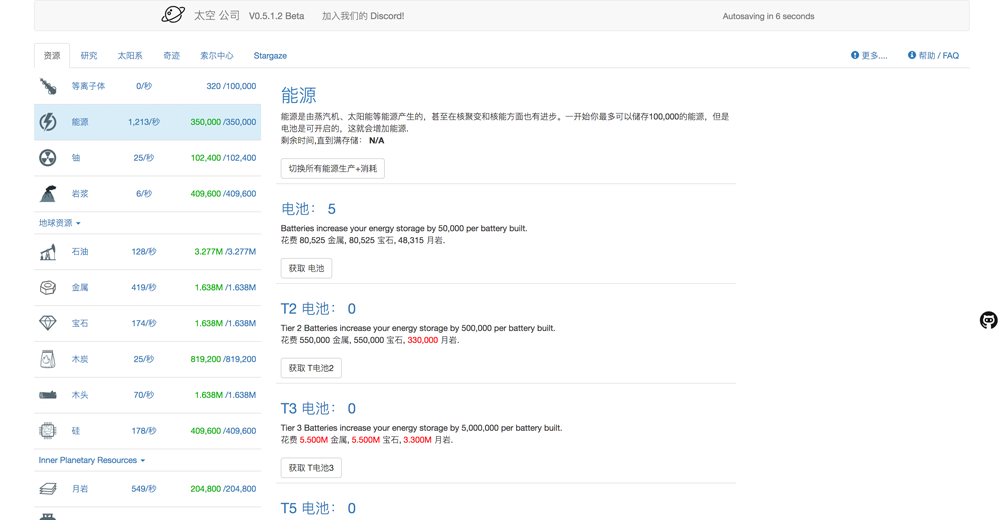 太空 公司 V0.5.1.2 Beta 加入我们的 Discord! Autosaving in 6 seconds
资源 研究 太阳系 奇迹 索尔中心 Stargaze 更多.... 帮助 / FAQ
等离子体 0/秒 320 /100,000
能源 1,213/秒 350,000 /350,000
铀 25/秒 102,400 /102,400
岩浆 6/秒 409,600 /409,600
地球资源
石油 128/秒 3.277M /3.277M
金属 419/秒 1.638M /1.638M
宝石 174/秒 1.638M /1.638M
木炭 25/秒 819,200 /819,200
木头 70/秒 1.638M /1.638M
硅 178/秒 409,600 /409,600
Inner Planetary Resources
月岩 549/秒 204,800 /204,800
能源
能源是由蒸汽机、太阳能等能源产生的，甚至在核聚变和核能方面也有进步。一开始你最多可以储存100,000的能源，但是
电池是可开启的，这就会增加能源.
剩余时间,直到满存储： N/A
切换所有能源生产+消耗
电池： 5
Batteries increase your energy storage by 50,000 per battery built.
花费 80,525 金属, 80,525 宝石, 48,315 月岩.
获取 电池
T2 电池： 0
Tier 2 Batteries increase your energy storage by 500,000 per battery built.
花费 550,000 金属, 550,000 宝石, 330,000 月岩.
获取 T电池2
T3 电池： 0
Tier 3 Batteries increase your energy storage by 5,000,000 per battery built.
花费 5.500M 金属, 5.500M 宝石, 3.300M 月岩.
获取 T电池3
T5 电池： 0